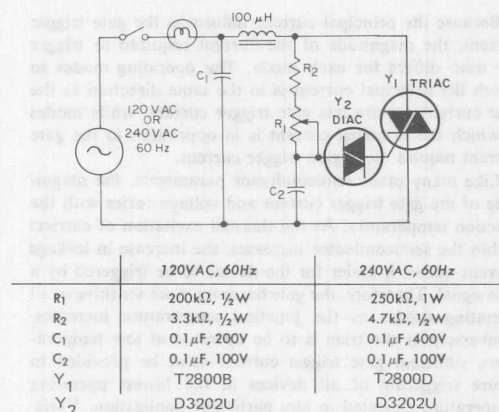 100 μH
C1
R2
R1
Y1 TRIAC
Y2
DIAC
120 VAC
OR
240 VAC
60 Hz
C2
120VAC, 60Hz 240VAC, 60Hz
R1 200kΩ, ½W 250kΩ, 1W
R2 3.3kΩ, ½W 4.7kΩ, ½W
C1 0.1μF, 200V 0.1μF, 400V
C2 0.1μF, 100V 0.1μF, 100V
T2800B T2800D
Y2 D3202U D3202U